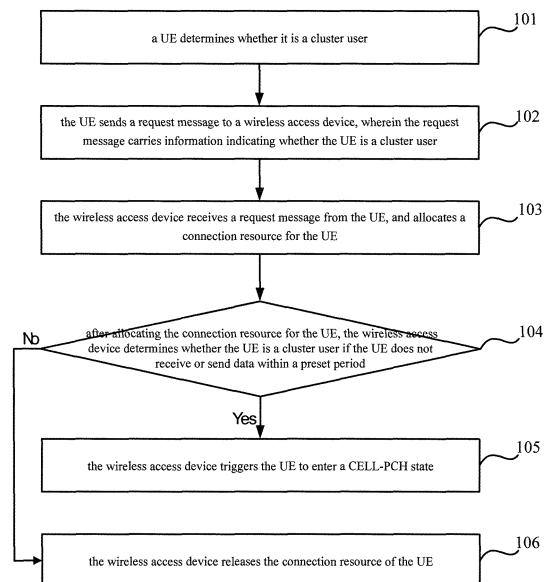 101
a UE determines whether it is a cluster user
102
the UE sends a request message to a wireless access device, wherein the request
message carries information indicating whether the UE is a cluster user
103
the wireless access device receives a request message from the UE, and allocates a
connection resource for the UE
No
after allocating the connection resource for the UE, the wireless access
device determines whether the UE is a cluster user if the UE does not
receive or send data within a preset period
104
Yes
105
the wireless access device triggers the UE to enter a CELL-PCH state
106
the wireless access device releases the connection resource of the UE